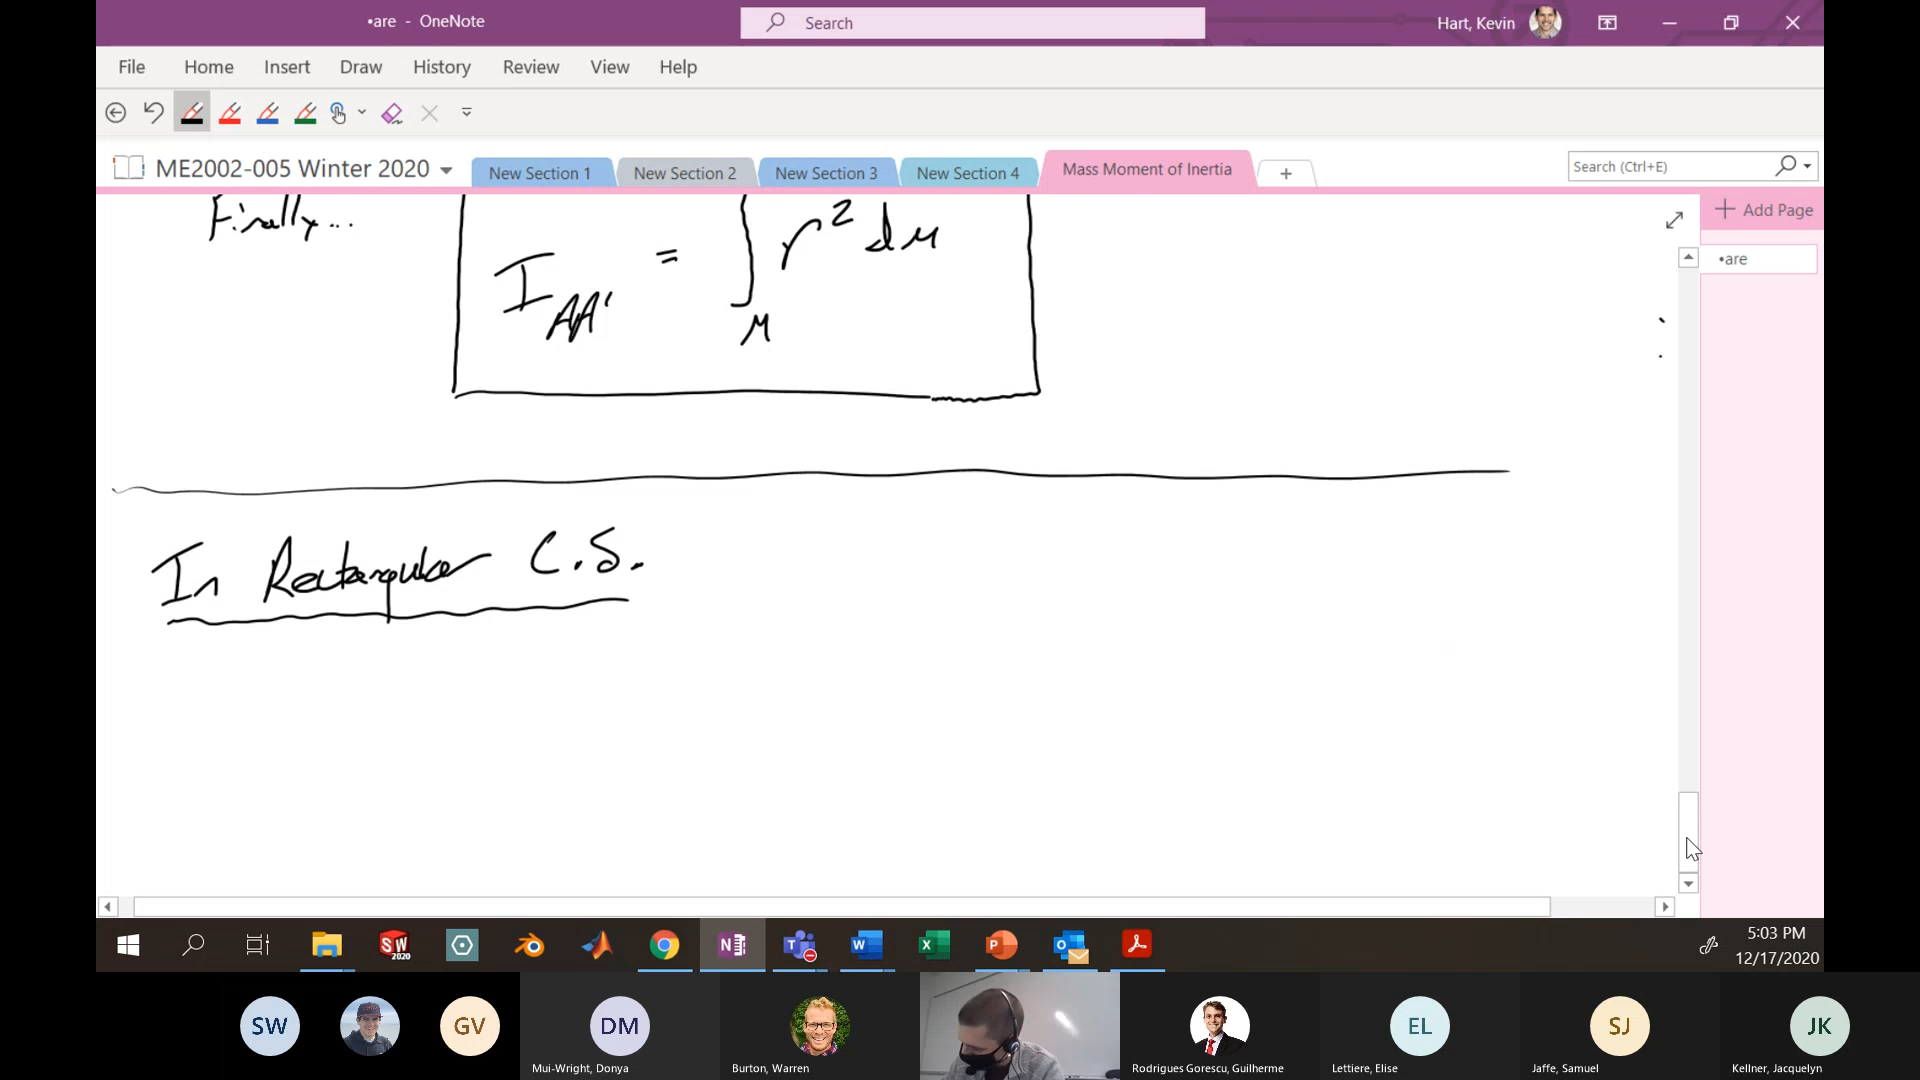 •are - OneNote
Search
Hart, Kevin
File Home Insert Draw History Review View Help
ME2002-005 Winter 2020
New Section 1
New Section 2
New Section 3
New Section 4
Mass Moment of Inertia
+
Search (Ctrl+E)
Add Page
•are
Finally...
I_AA' = ∫_M r² dm
In Rectangular C.S.
SW 2020
N
T
W
X
P
O
5:03 PM
12/17/2020
SW
GV
DM
EL
SJ
JK
Mui-Wright, Donya
Burton, Warren
Rodrigues Gorescu, Guilherme
Lettiere, Elise
Jaffe, Samuel
Kellner, Jacquelyn